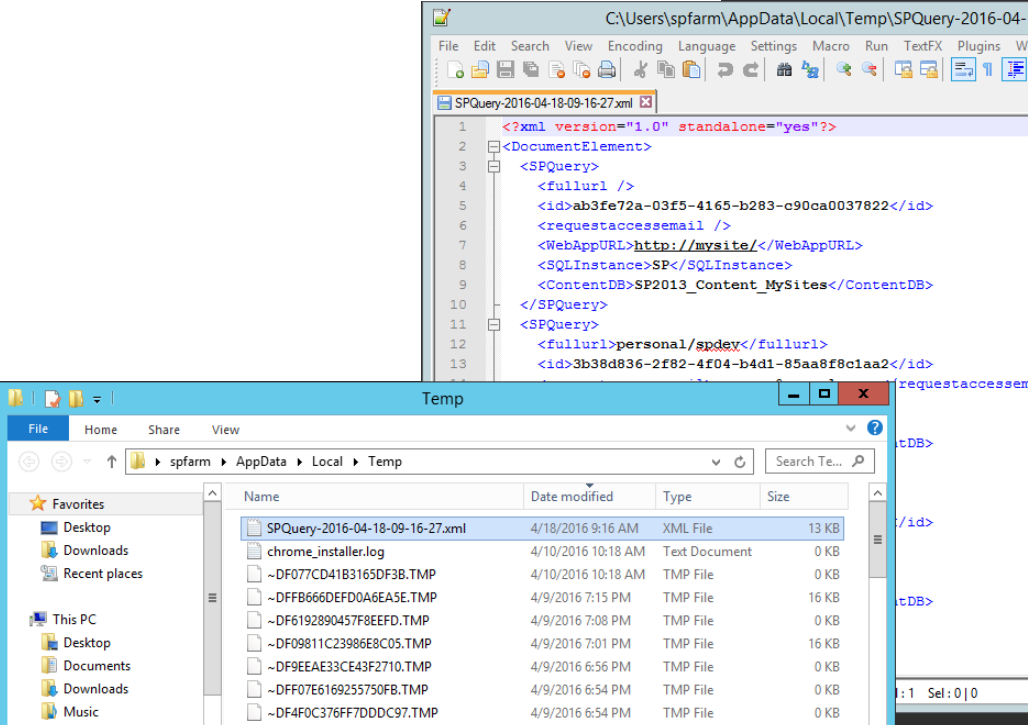 C:\Users\spfarm\AppData\Local\Temp\SPQuery-2016-04-
File Edit Search View Encoding Language Settings Macro Run TextFX Plugins W
SPQuery-2016-04-18-09-16-27.xml
1 <?xml version="1.0" standalone="yes"?>
2 <DocumentElement>
3 <SPQuery>
4 <fullurl />
5 <id>ab3fe72a-03f5-4165-b283-c90ca0037822</id>
6 <requestaccessemail />
7 <WebAppURL>http://mysite/</WebAppURL>
8 <SQLInstance>SP</SQLInstance>
9 <ContentDB>SP2013_Content_MySites</ContentDB>
10 </SPQuery>
11 <SPQuery>
12 <fullurl>personal/spdev</fullurl>
13 <id>3b38d836-2f82-4f04-b4d1-85aa8f8c1aa2</id>
requestaccessem
ntDB>
</id>
ntDB>
: 1 Sel : 0 | 0
Temp
File Home Share View
spfarm AppData Local Temp
Search Te...
Name Date modified Type Size
SPQuery-2016-04-18-09-16-27.xml 4/18/2016 9:16 AM XML File 13 KB
chrome_installer.log 4/10/2016 10:18 AM Text Document 0 KB
~DF077CD41B3165DF3B.TMP 4/10/2016 10:18 AM TMP File 0 KB
~DFFB666DEFD0A6EA5E.TMP 4/9/2016 7:15 PM TMP File 16 KB
~DF6192890457F8EEFD.TMP 4/9/2016 7:08 PM TMP File 0 KB
~DF09811C23986E8C05.TMP 4/9/2016 7:01 PM TMP File 16 KB
~DF9EEAE33CE43F2710.TMP 4/9/2016 6:56 PM TMP File 0 KB
~DFF07E6169255750FB.TMP 4/9/2016 6:54 PM TMP File 0 KB
~DF4F0C376FF7DDDC97.TMP 4/9/2016 6:54 PM TMP File 0 KB
Favorites
Desktop
Downloads
Recent places
This PC
Desktop
Documents
Downloads
Music